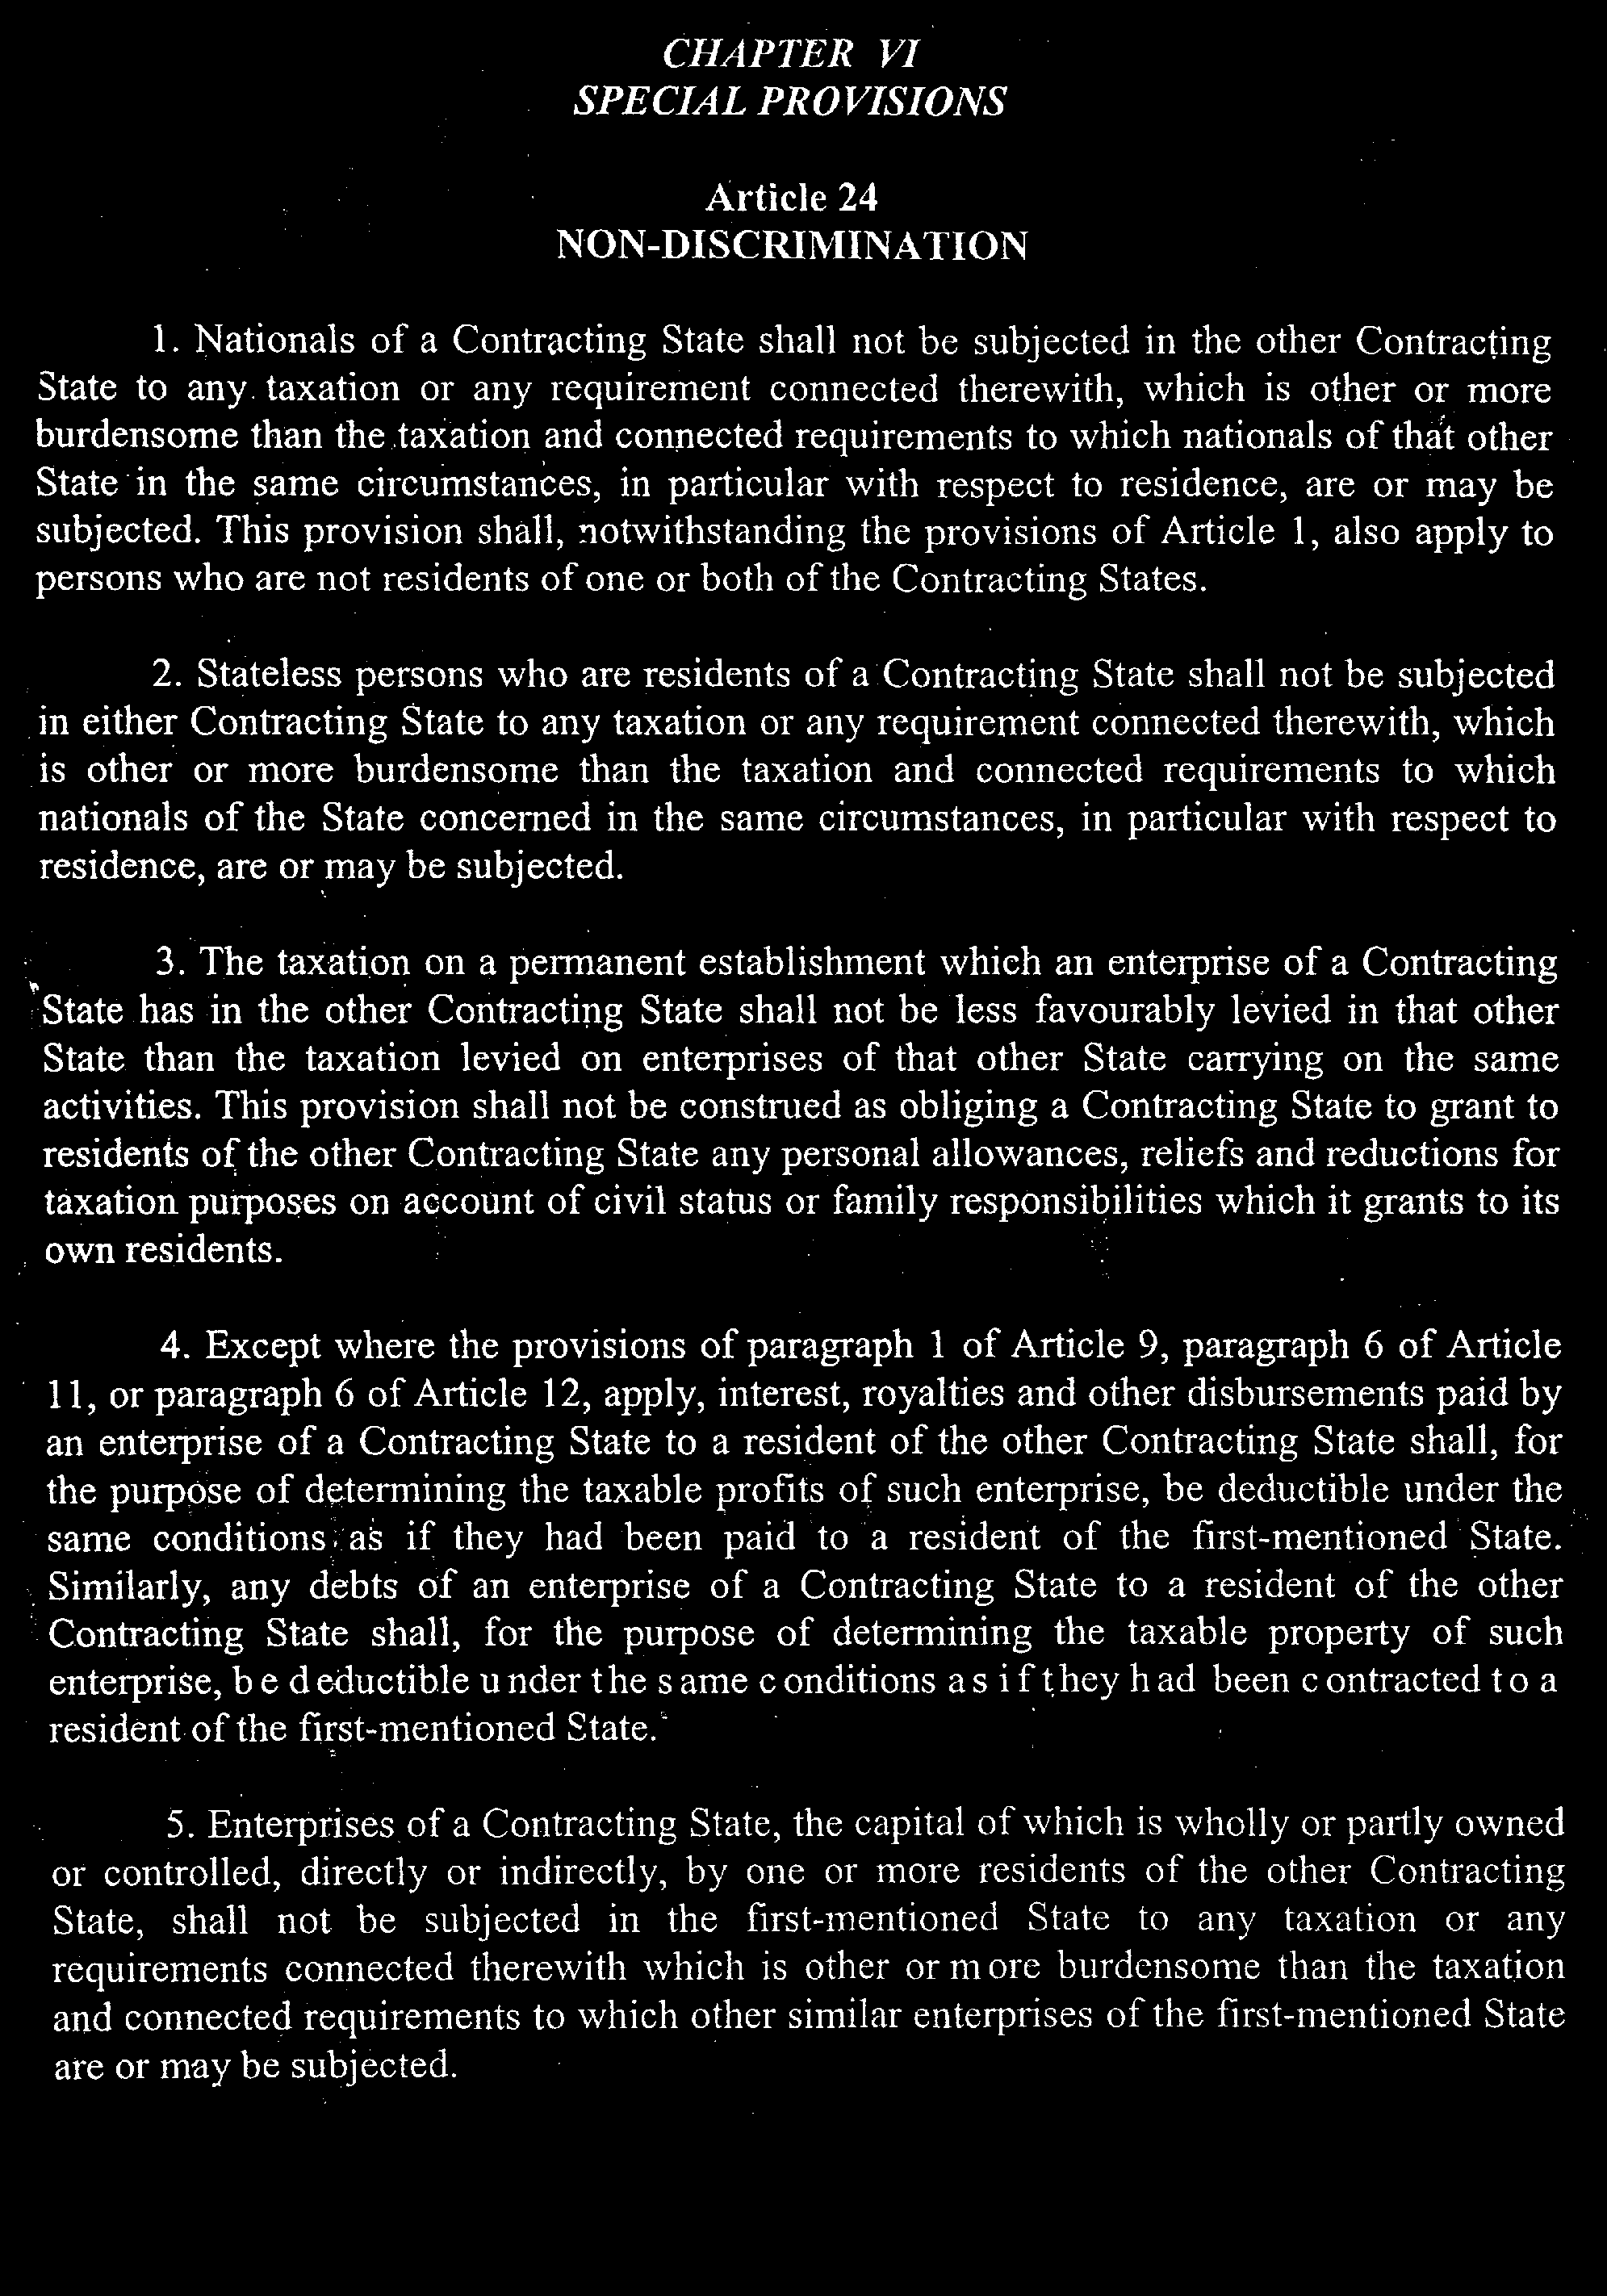 CHAPTER VI
SPECIAL PROVISIONS
Article 24
NON-DISCRIMINATION
1. Nationals of a Contracting State shall not be subjected in the other Contracting
State to any taxation or any requirement connected therewith, which is other or more
burdensome than the taxation and connected requirements to which nationals of that other
State in the same circumstances, in particular with respect to residence, are or may be
subjected. This provision shall, notwithstanding the provisions of Article 1, also apply to
persons who are not residents of one or both of the Contracting States.
2. Stateless persons who are residents of a Contracting State shall not be subjected
in either Contracting State to any taxation or any requirement connected therewith, which
is other or more burdensome than the taxation and connected requirements to which
nationals of the State concerned in the same circumstances, in particular with respect to
residence, are or may be subjected.
3. The taxation on a permanent establishment which an enterprise of a Contracting
State has in the other Contracting State shall not be less favourably levied in that other
State than the taxation levied on enterprises of that other State carrying on the same
activities. This provision shall not be construed as obliging a Contracting State to grant to
residents of the other Contracting State any personal allowances, reliefs and reductions for
taxation purposes on account of civil status or family responsibilities which it grants to its
own residents.
4. Except where the provisions of paragraph 1 of Article 9, paragraph 6 of Article
11, or paragraph 6 of Article 12, apply, interest, royalties and other disbursements paid by
an enterprise of a Contracting State to a resident of the other Contracting State shall, for
the purpose of determining the taxable profits of such enterprise, be deductible under the
same conditions as if they had been paid to a resident of the first-mentioned State.
Similarly, any debts of an enterprise of a Contracting State to a resident of the other
Contracting State shall, for the purpose of determining the taxable property of such
enterprise, be deductible under the same conditions as if they had been contracted to a
resident of the first-mentioned State.
5. Enterprises of a Contracting State, the capital of which is wholly or partly owned
or controlled, directly or indirectly, by one or more residents of the other Contracting
State, shall not be subjected in the first-mentioned State to any taxation or any
requirements connected therewith which is other or more burdensome than the taxation
and connected requirements to which other similar enterprises of the first-mentioned State
are or may be subjected.